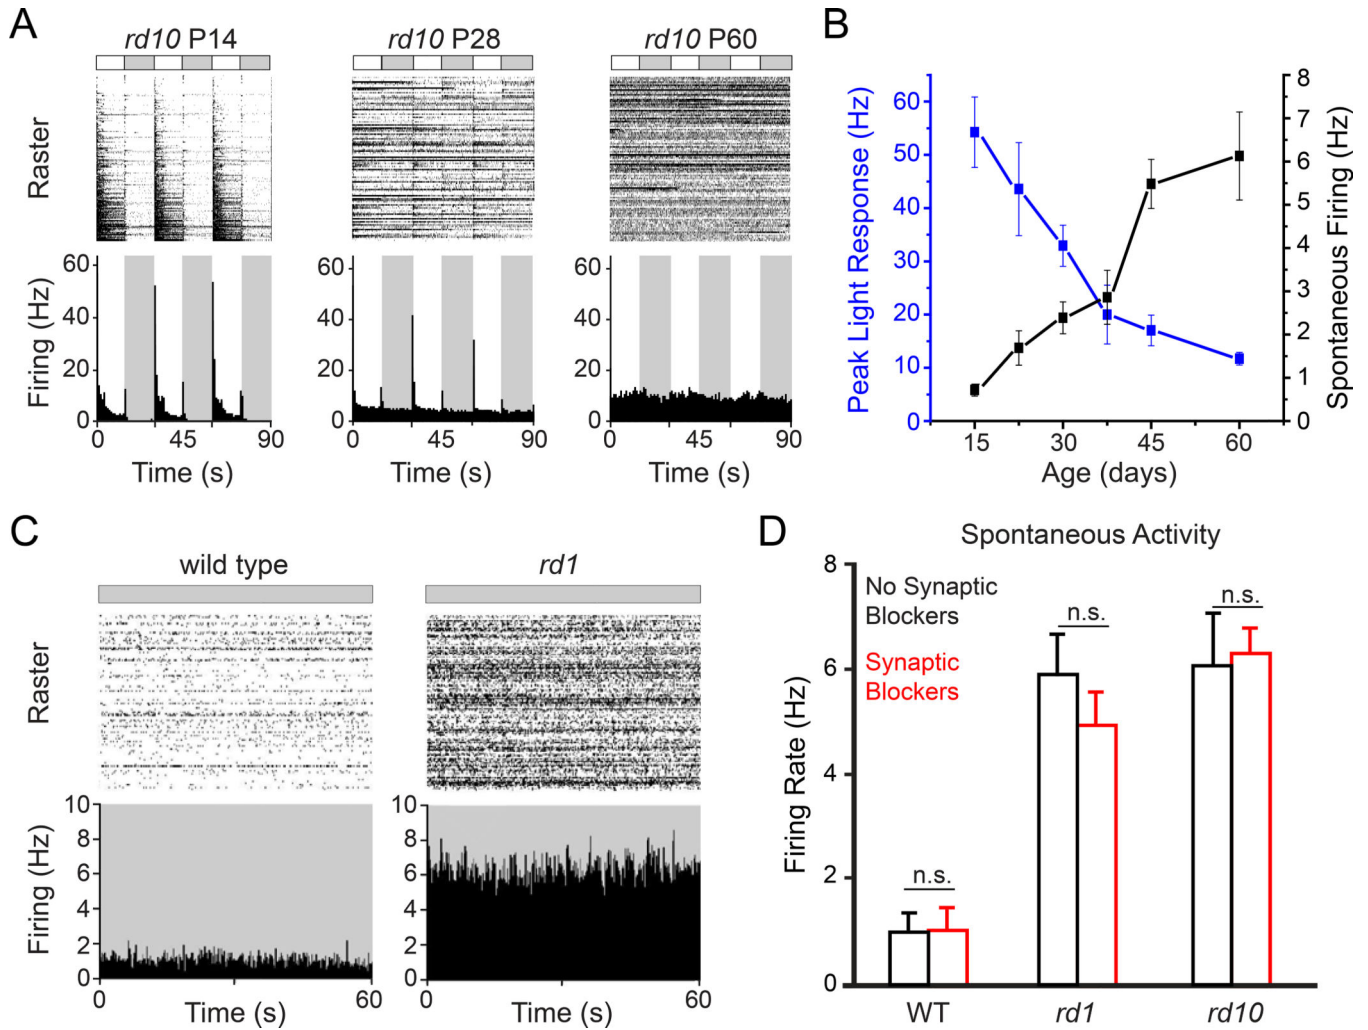 A
rd10 P14
rd10 P28
rd10 P60
Raster
Firing (Hz)
60
40
20
0
60
40
20
0
60
40
20
0
0 45 90
0 45 90
0 45 90
Time (s)
Time (s)
Time (s)
B
Peak Light Response (Hz)
60
50
40
30
20
10
0
8
7
6
5
4
3
2
1
0
Spontaneous Firing (Hz)
15 30 45 60
Age (days)
C
wild type
rd1
Raster
Firing (Hz)
10
8
6
4
2
0
10
8
6
4
2
0
0 60
0 60
Time (s)
Time (s)
D
Spontaneous Activity
No Synaptic
Blockers
Synaptic
Blockers
n.s.
n.s.
n.s.
Firing Rate (Hz)
8
6
4
2
0
WT
rd1
rd10